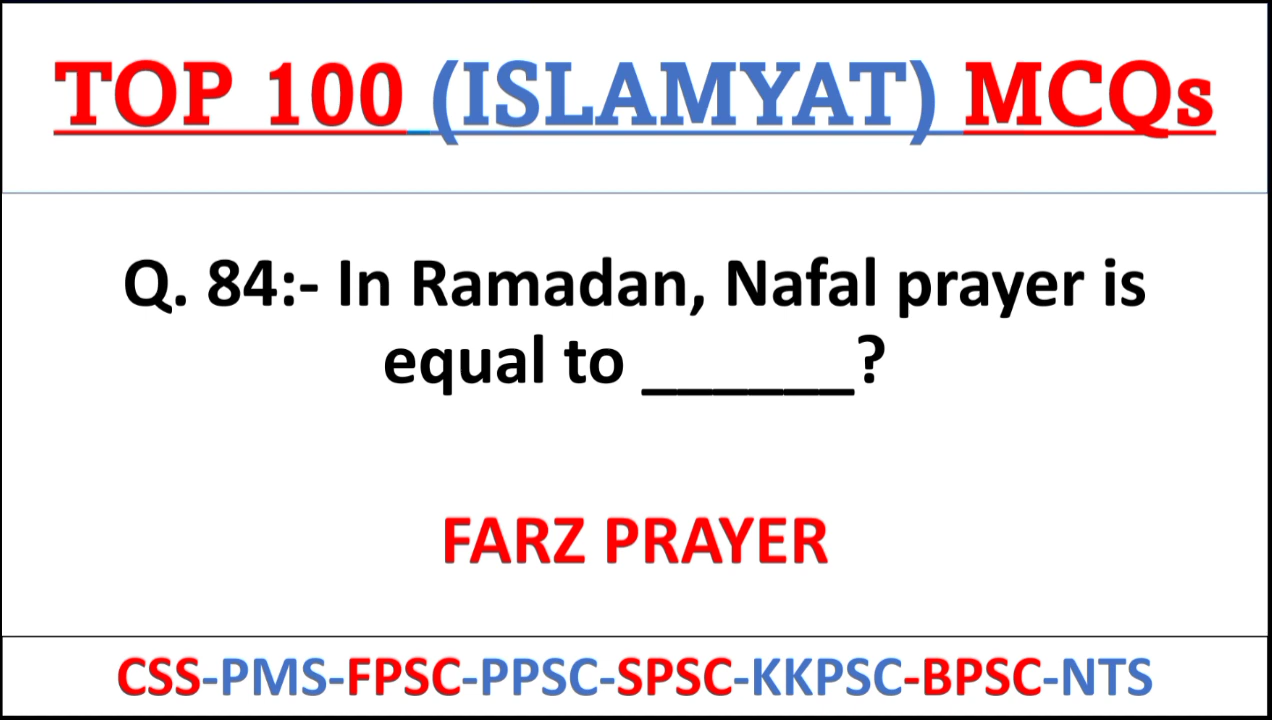 TOP 100 (ISLAMYAT) MCQs
Q. 84:- In Ramadan, Nafal prayer is
equal to ______?
FARZ PRAYER
CSS-PMS-FPSC-PPSC-SPSC-KKPSC-BPSC-NTS